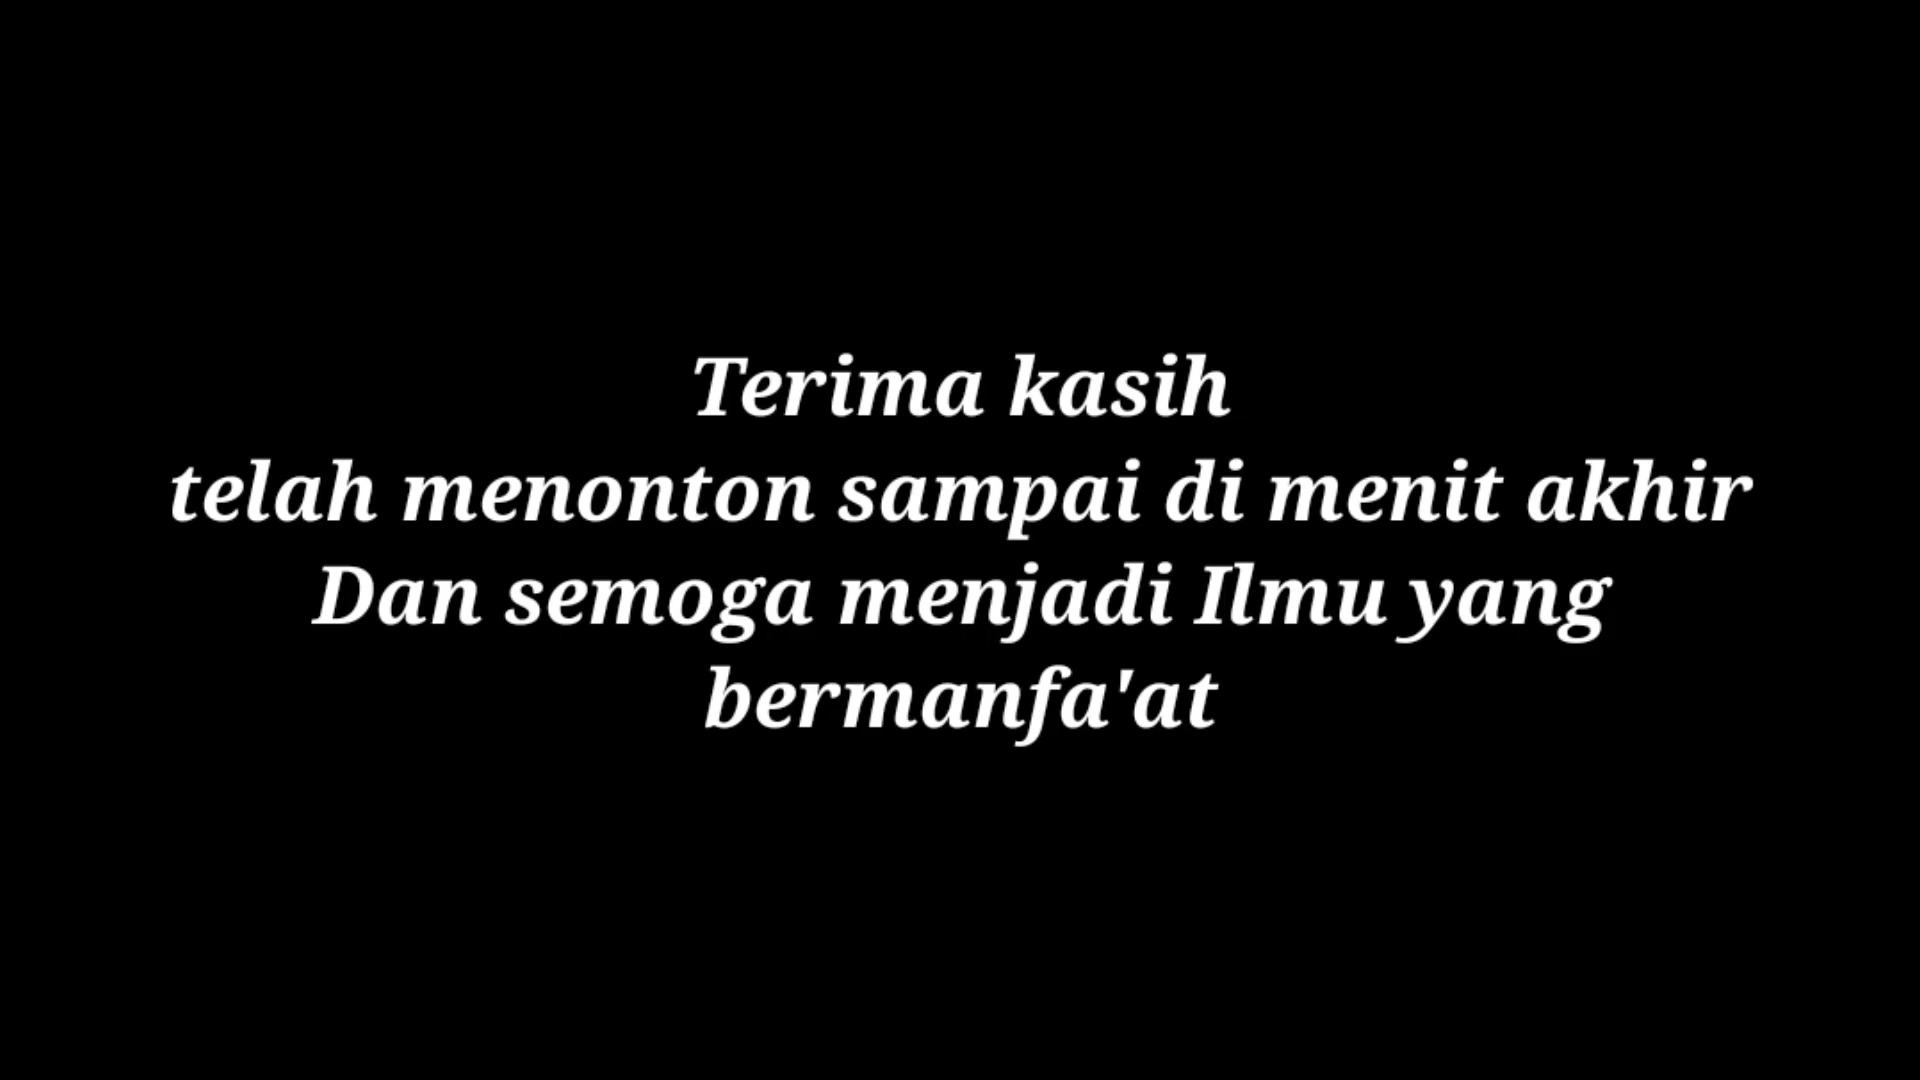 Terima kasih
telah menonton sampai di menit akhir
Dan semoga menjadi Ilmu yang
bermanfa'at